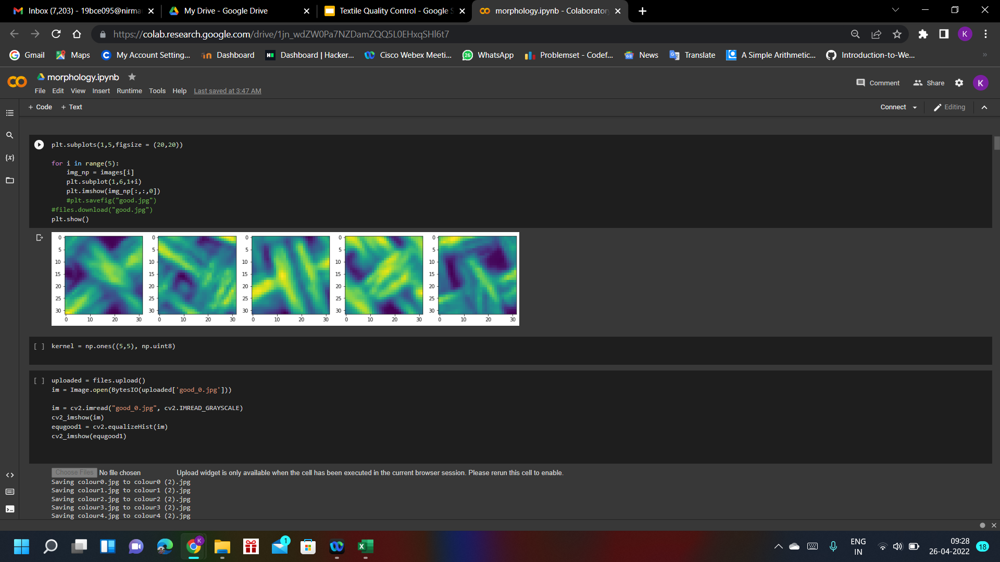 Inbox (7,203) - 19bce095@nirma
My Drive - Google Drive
Textile Quality Control - Google S
morphology.ipynb - Colaboratory
https://colab.research.google.com/drive/1jn_wdZW0Pa7NZDamZQQ5L0EHxqSHl6t7
K
Gmail
Maps
My Account Setting...
Dashboard
Dashboard | Hacker...
Cisco Webex Meeti...
26
WhatsApp
Problemset - Codef...
News
Translate
A Simple Arithmetic...
Introduction-to-We...
morphology.ipynb
File Edit View Insert Runtime Tools Help Last saved at 3:47 AM
Comment
Share
K
+ Code + Text
Connect
Editing
{x}
plt.subplots(1,5,figsize = (20,20))
for i in range(5):
img_np = images[i]
plt.subplot(1,6,1+i)
plt.imshow(img_np[:,:,0])
#plt.savefig("good.jpg")
#files.download("good.jpg")
plt.show()
0 5 10 15 20 25 30
0 10 20 30
0 5 10 15 20 25 30
0 10 20 30
0 5 10 15 20 25 30
0 10 20 30
0 5 10 15 20 25 30
0 10 20 30
0 5 10 15 20 25 30
0 10 20 30
[ ] kernel = np.ones((5,5), np.uint8)
[ ] uploaded = files.upload()
im = Image.open(BytesIO(uploaded['good_0.jpg']))
im = cv2.imread("good_0.jpg", cv2.IMREAD_GRAYSCALE)
cv2_imshow(im)
equgood1 = cv2.equalizeHist(im)
cv2_imshow(equgood1)
Choose Files No file chosen Upload widget is only available when the cell has been executed in the current browser session. Please rerun this cell to enable.
Saving colour0.jpg to colour0 (2).jpg
Saving colour1.jpg to colour1 (2).jpg
Saving colour2.jpg to colour2 (2).jpg
Saving colour3.jpg to colour3 (2).jpg
Saving colour4.jpg to colour4 (2).jpg
K
1
ENG
IN
09:28
26-04-2022
18